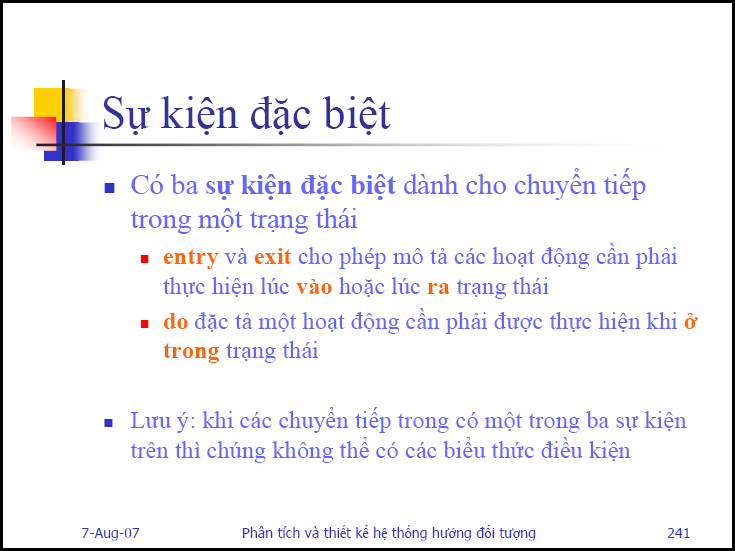 Sự kiện đặc biệt
Có ba sự kiện đặc biệt dành cho chuyển tiếp
trong một trạng thái
entry và exit cho phép mô tả các hoạt động cần phải
thực hiện lúc vào hoặc lúc ra trạng thái
do đặc tả một hoạt động cần phải được thực hiện khi ở
trong trạng thái
Lưu ý: khi các chuyển tiếp trong có một trong ba sự kiện
trên thì chúng không thể có các biểu thức điều kiện
7-Aug-07 Phân tích và thiết kế hệ thống hướng đối tượng 241